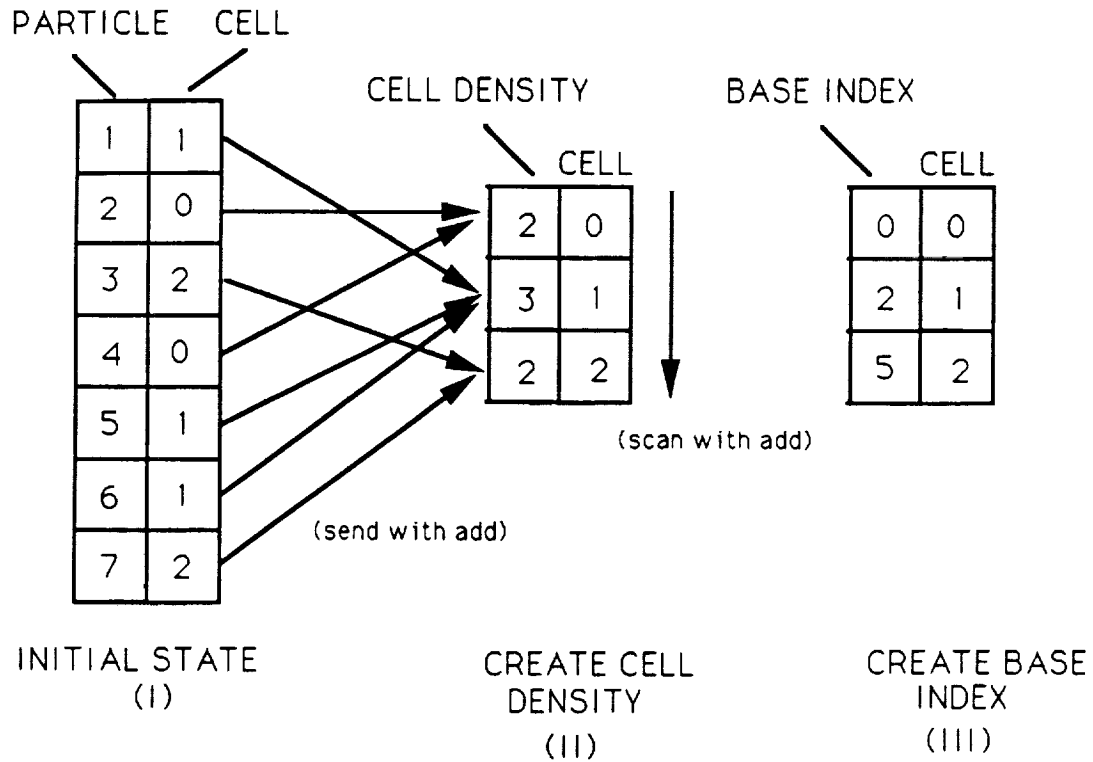 PARTICLE CELL
CELL DENSITY
BASE INDEX
CELL
CELL
1 1
2 0
3 2
4 0
5 1
6 1
7 2
2 0
3 1
2 2
0 0
2 1
5 2
(scan with add)
(send with add)
INITIAL STATE
(I)
CREATE CELL
DENSITY
(II)
CREATE BASE
INDEX
(III)